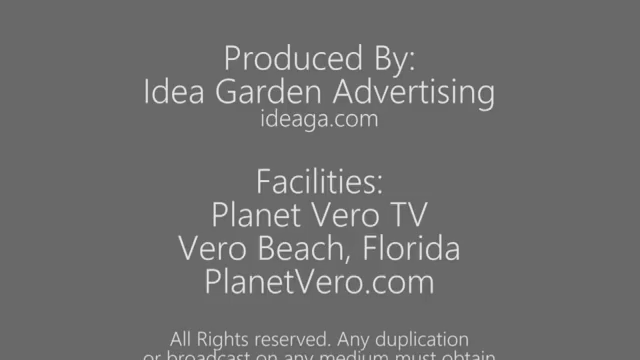 Produced By:
Idea Garden Advertising
ideaga.com
Facilities:
Planet Vero TV
Vero Beach, Florida
PlanetVero.com
All Rights reserved. Any duplication
or broadcast on any medium must obtain